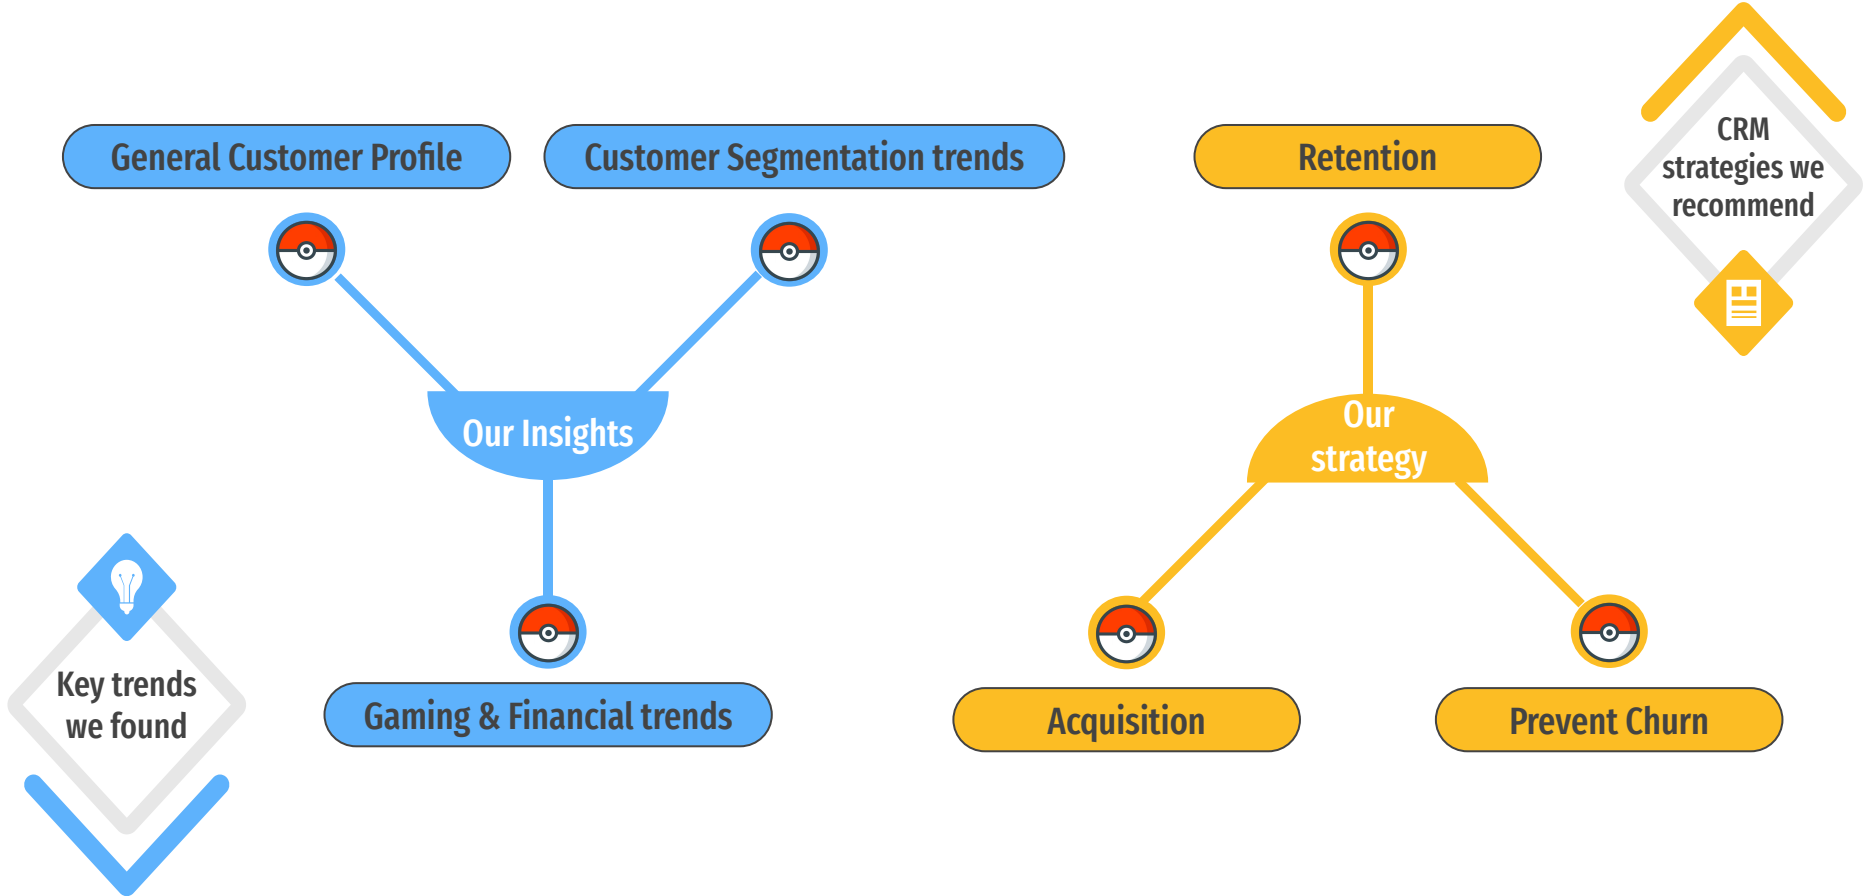 General Customer Profile
Customer Segmentation trends
Our Insights
Gaming & Financial trends
Key trends
we found
Retention
CRM
strategies we
recommend
Our
strategy
Acquisition
Prevent Churn